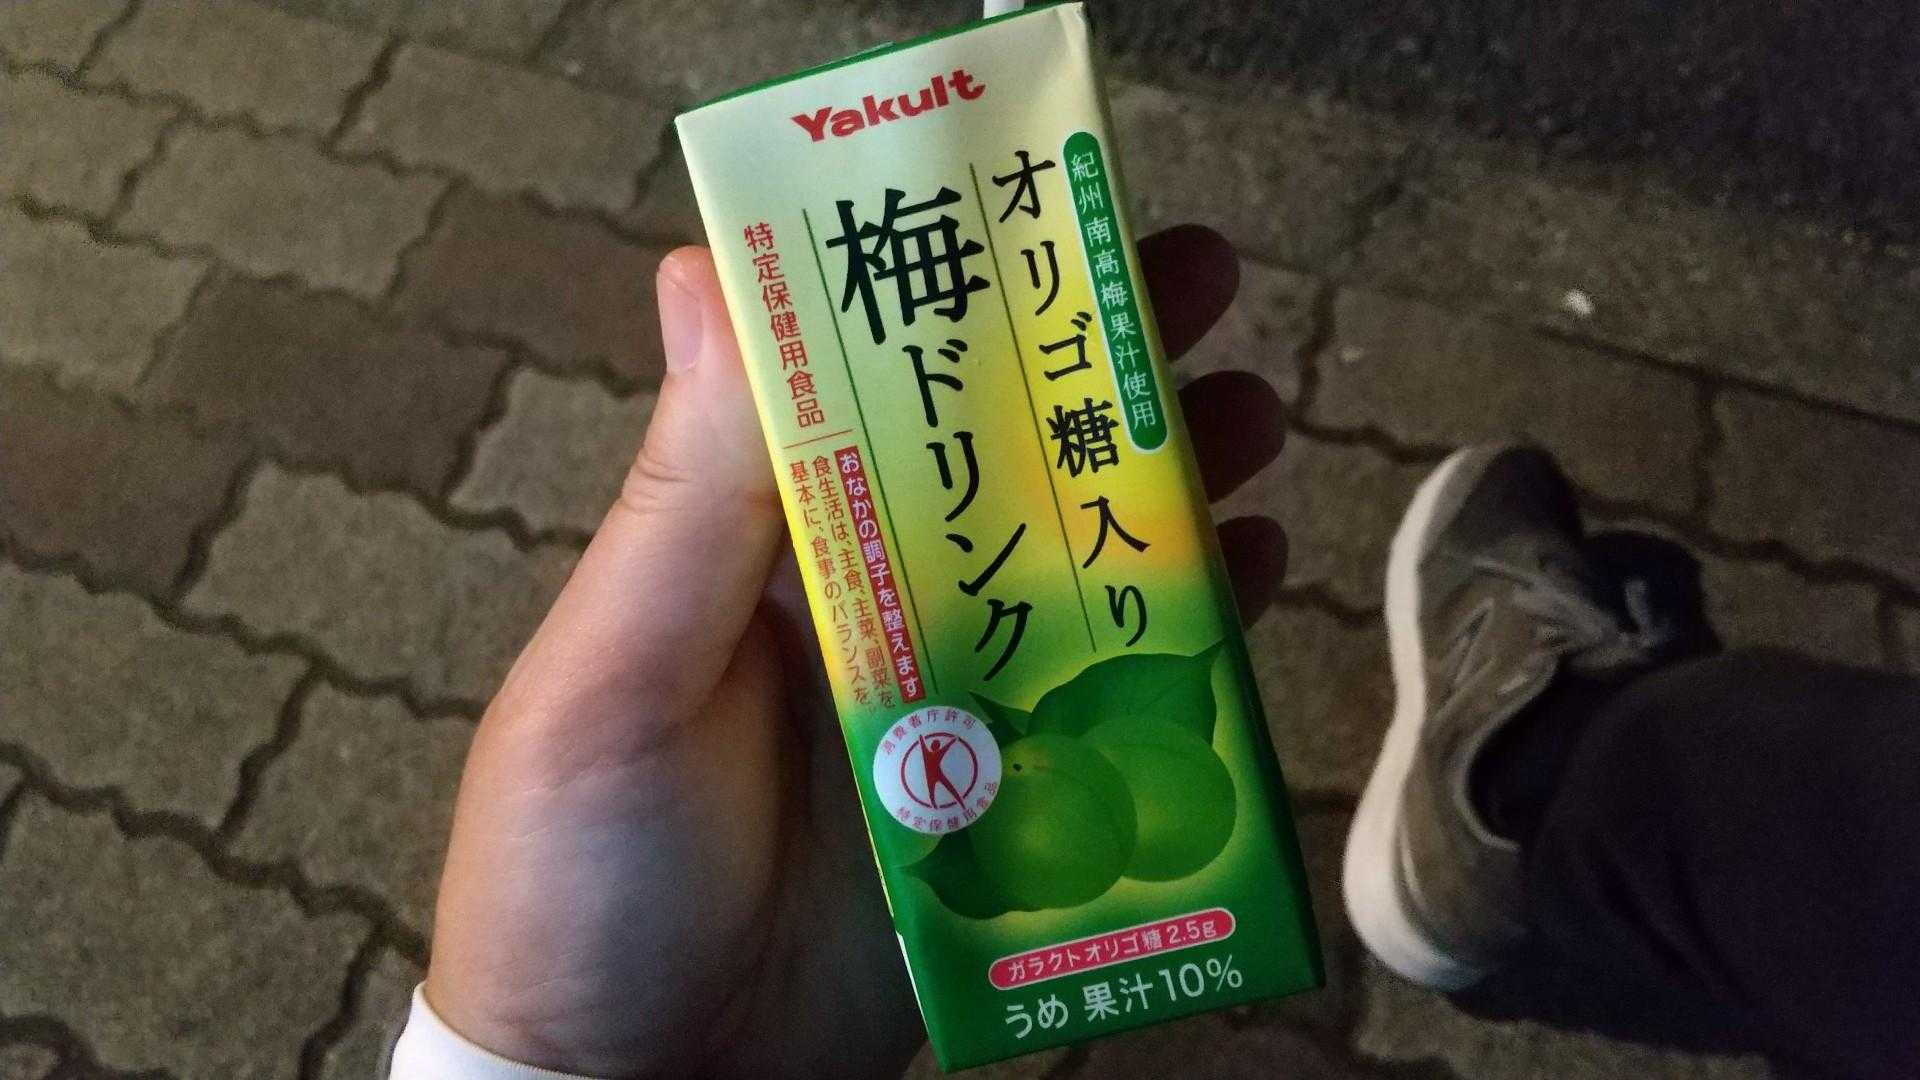 Yakult
紀州南高梅果汁使用
オリゴ糖入り
梅ドリンク
特定保健用食品
おなかの調子を整えます
食生活は、主食、主菜、副菜を
基本に、食事のバランスを。
消費者庁許可
特定保健用食品
ガラクトオリゴ糖 2.5g
うめ 果汁10%